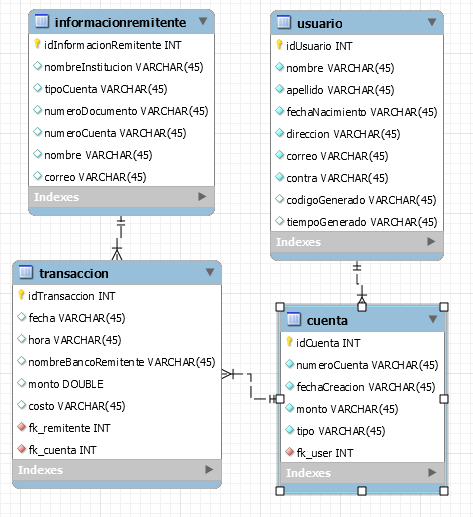 informacionremitente
idInformacionRemitente INT
nombreInstitucion VARCHAR(45)
tipoCuenta VARCHAR(45)
numeroDocumento VARCHAR(45)
numeroCuenta VARCHAR(45)
nombre VARCHAR(45)
correo VARCHAR(45)
Indexes
usuario
idUsuario INT
nombre VARCHAR(45)
apellido VARCHAR(45)
fechaNacimiento VARCHAR(45)
direccion VARCHAR(45)
correo VARCHAR(45)
contra VARCHAR(45)
codigoGenerado VARCHAR(45)
tiempoGenerado VARCHAR(45)
Indexes
transaccion
idTransaccion INT
fecha VARCHAR(45)
hora VARCHAR(45)
nombreBancoRemitente VARCHAR(45)
monto DOUBLE
costo VARCHAR(45)
fk_remitente INT
fk_cuenta INT
Indexes
cuenta
idCuenta INT
numeroCuenta VARCHAR(45)
fechaCreacion VARCHAR(45)
monto VARCHAR(45)
tipo VARCHAR(45)
fk_user INT
Indexes